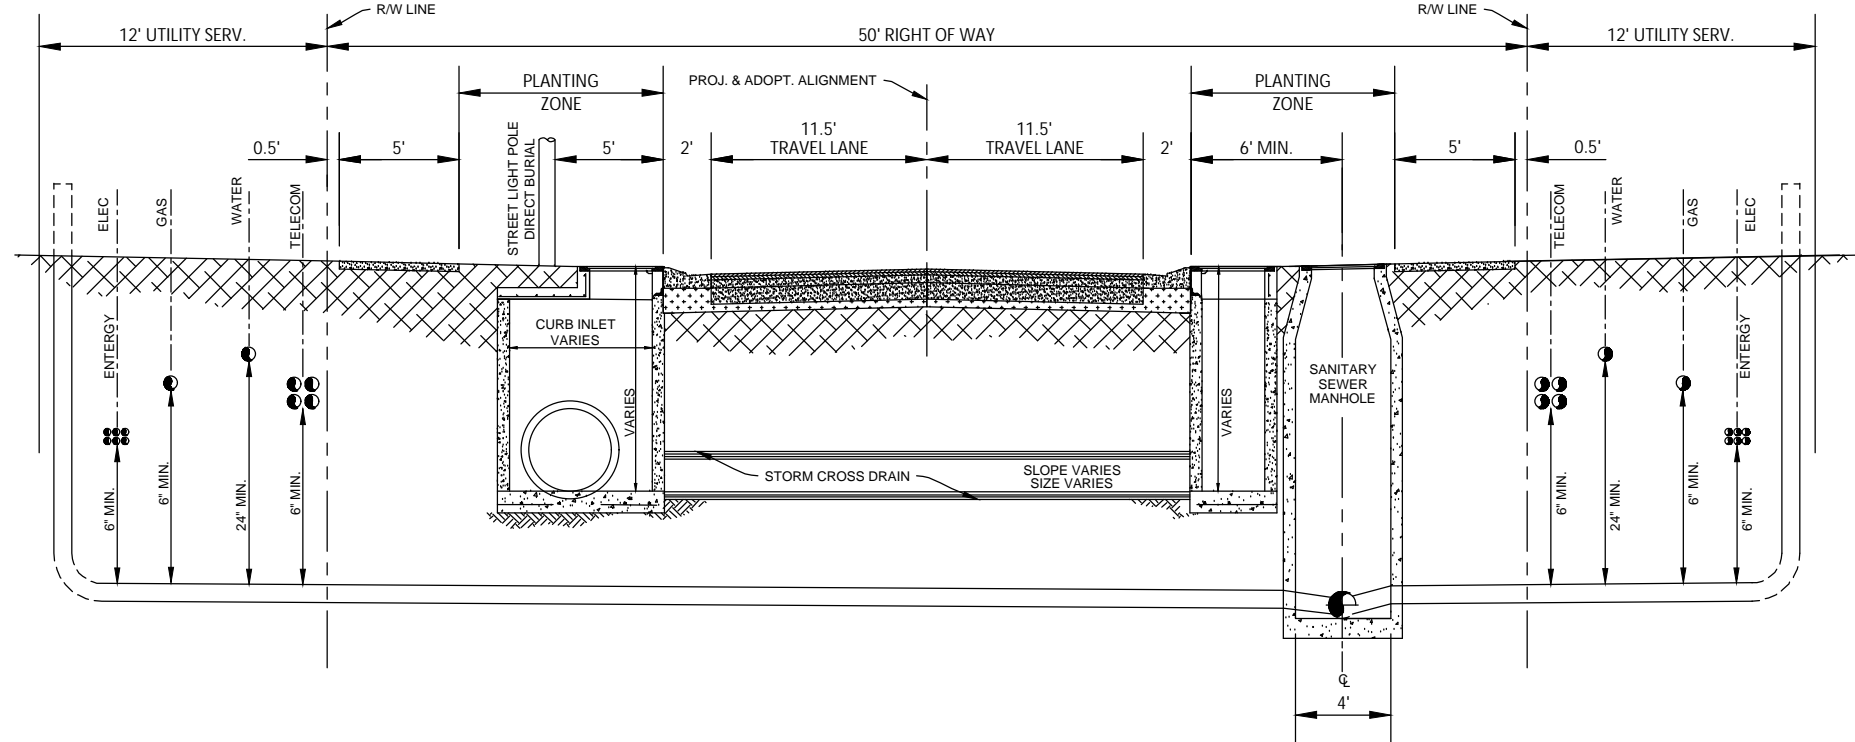 R/W LINE
R/W LINE
12' UTILITY SERV.
50' RIGHT OF WAY
12' UTILITY SERV.
PLANTING
ZONE
PROJ. & ADOPT. ALIGNMENT
PLANTING
ZONE
0.5'
5'
STREET LIGHT POLE
DIRECT BURIAL
5'
2'
11.5'
TRAVEL LANE
11.5'
TRAVEL LANE
2'
6' MIN.
5'
0.5'
ELEC
GAS
WATER
TELECOM
TELECOM
WATER
GAS
ELEC
ENTERGY
CURB INLET
VARIES
VARIES
VARIES
SANITARY
SEWER
MANHOLE
ENTERGY
STORM CROSS DRAIN
SLOPE VARIES
SIZE VARIES
6" MIN.
6" MIN.
24" MIN.
6" MIN.
6" MIN.
24" MIN.
6" MIN.
6" MIN.
℄
4'